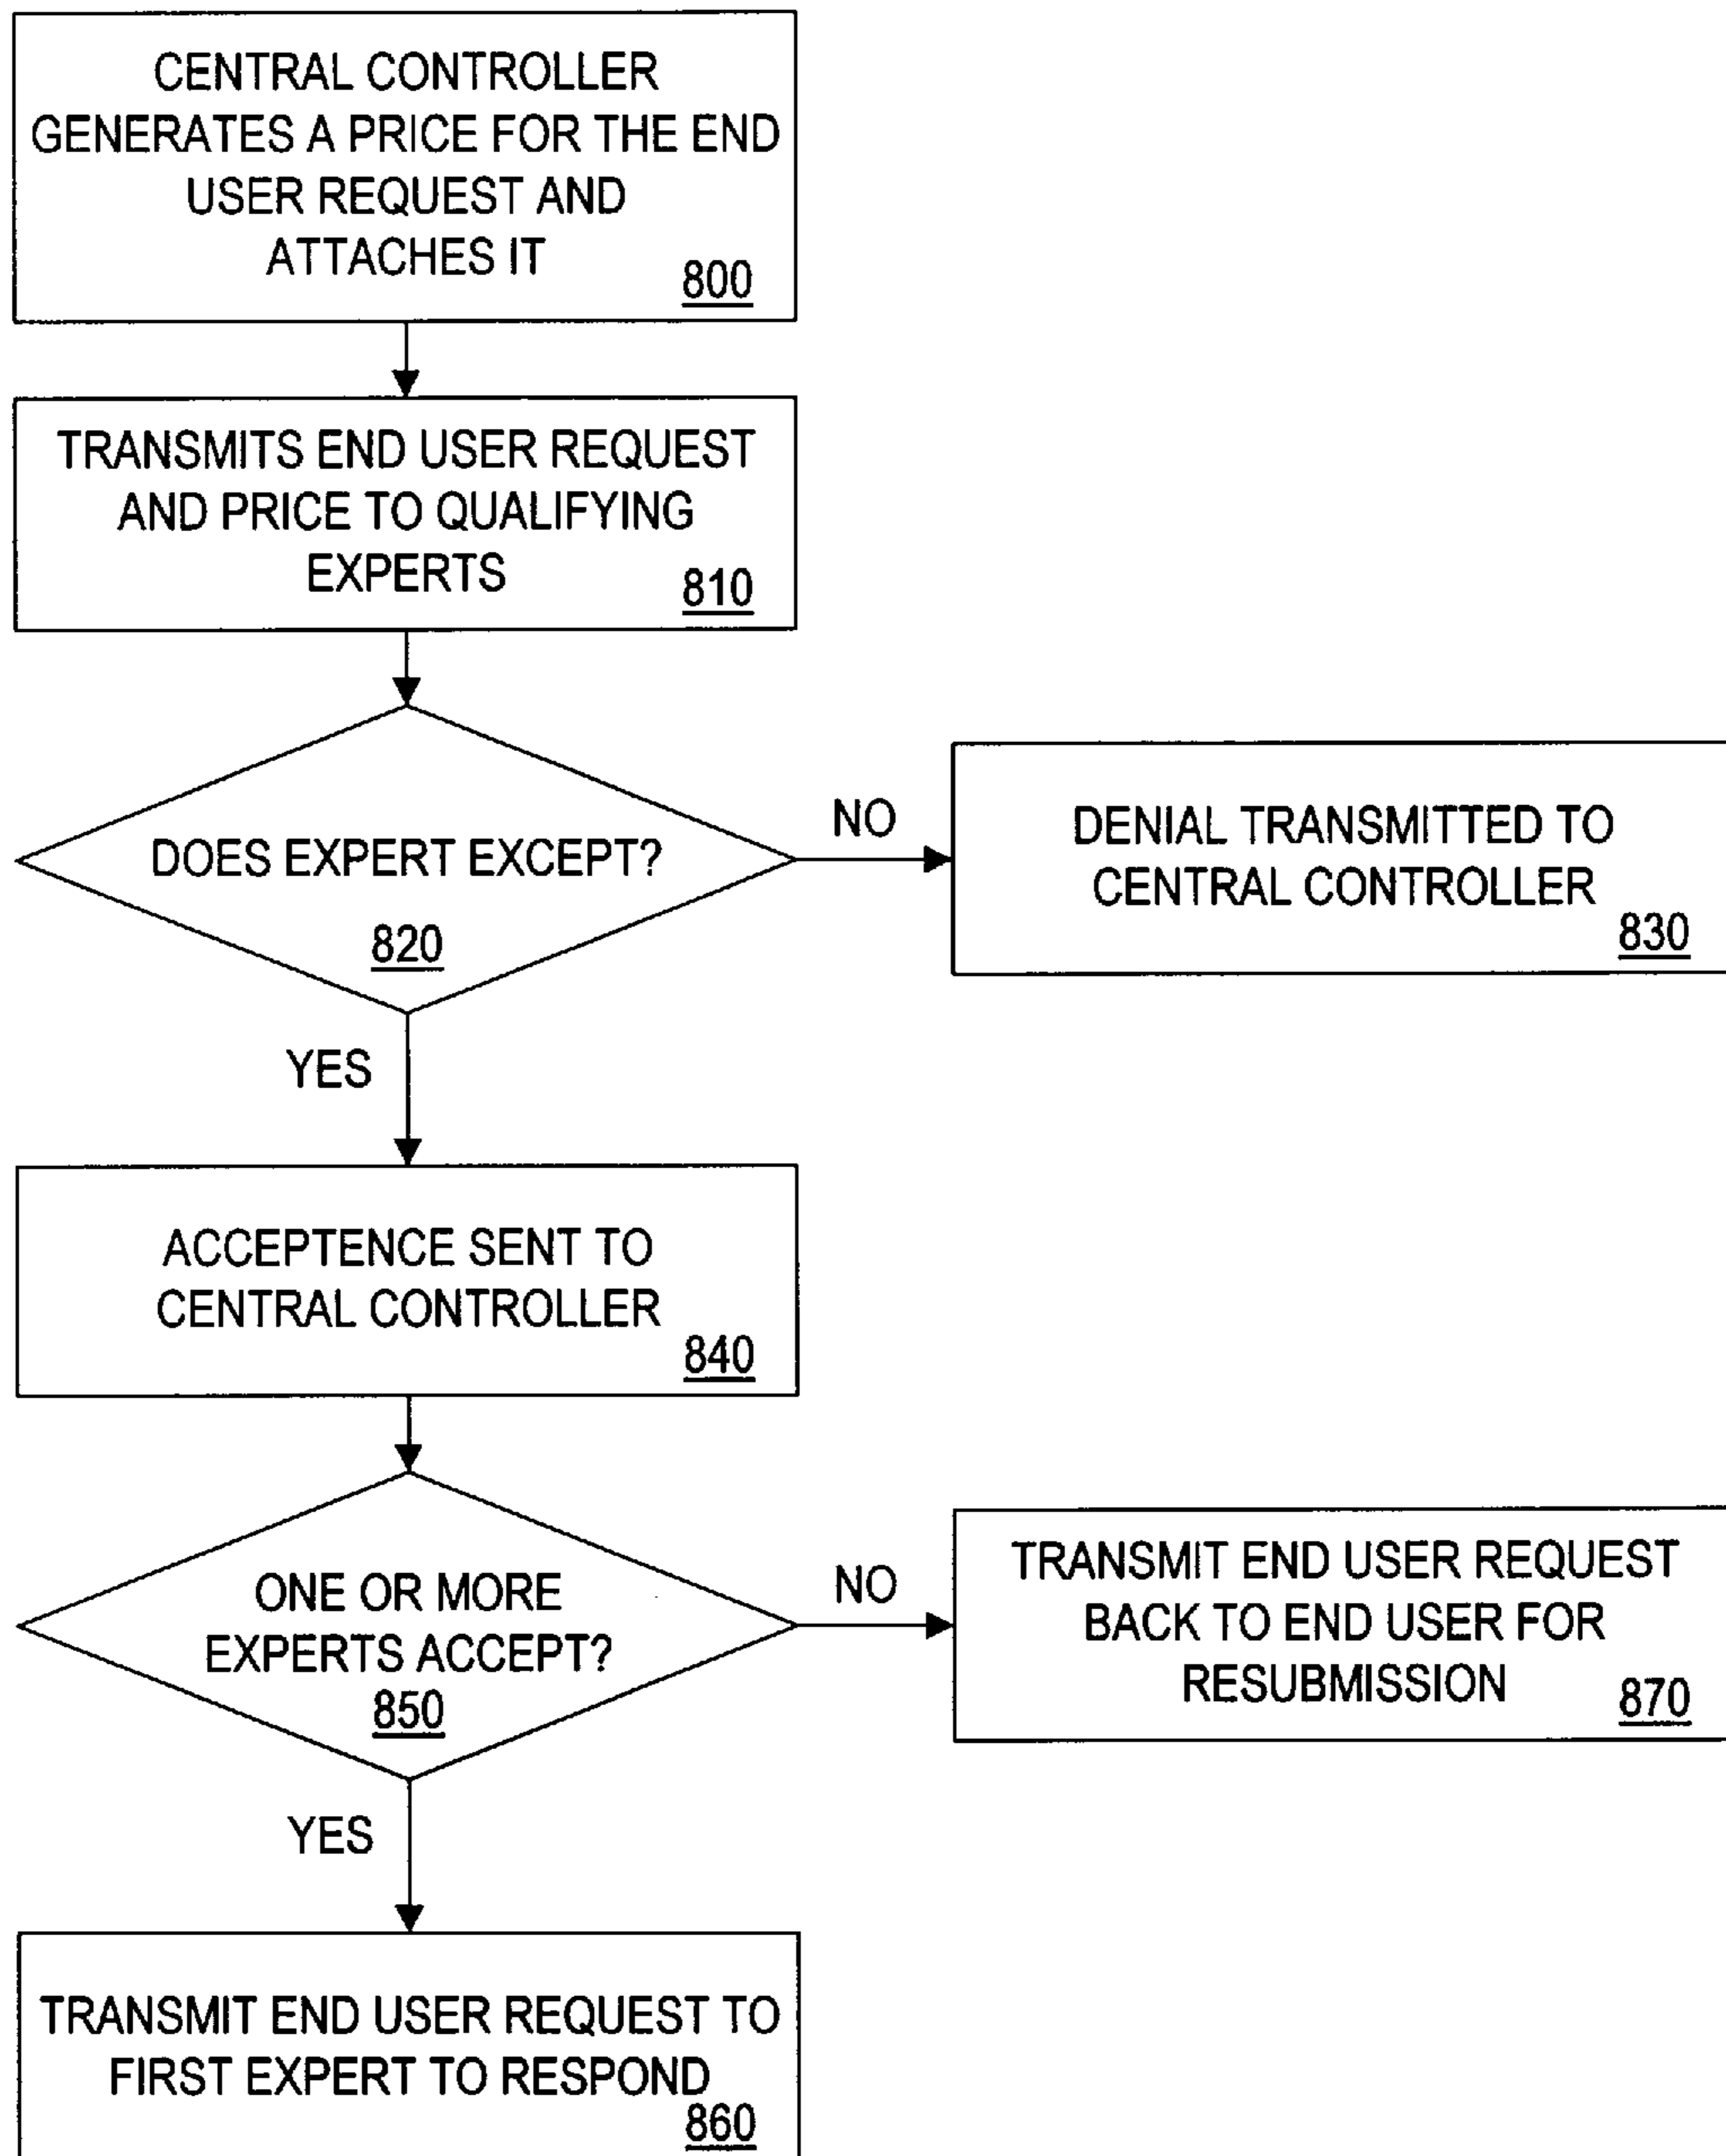 CENTRAL CONTROLLER
GENERATES A PRICE FOR THE END
USER REQUEST AND
ATTACHES IT
800
TRANSMITS END USER REQUEST
AND PRICE TO QUALIFYING
EXPERTS
810
DOES EXPERT EXCEPT?
820
NO
DENIAL TRANSMITTED TO
CENTRAL CONTROLLER
830
YES
ACCEPTENCE SENT TO
CENTRAL CONTROLLER
840
ONE OR MORE
EXPERTS ACCEPT?
850
NO
TRANSMIT END USER REQUEST
BACK TO END USER FOR
RESUBMISSION
870
YES
TRANSMIT END USER REQUEST TO
FIRST EXPERT TO RESPOND
860